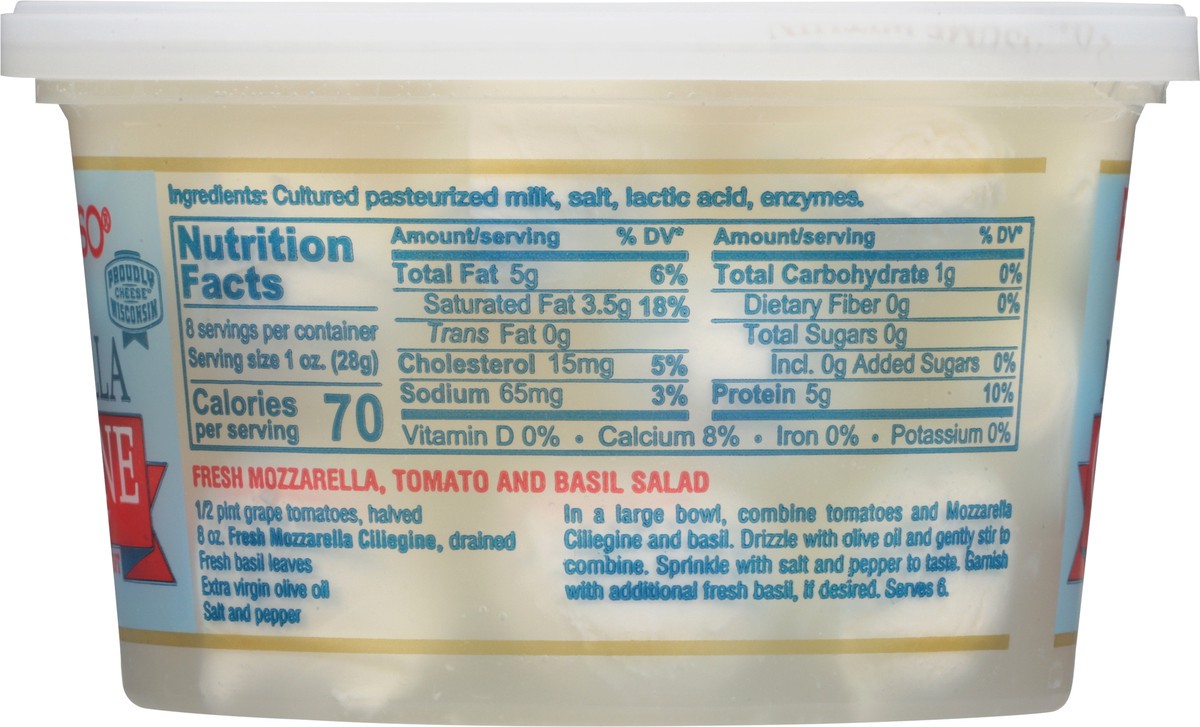 Ingredients: Cultured pasteurized milk, salt, lactic acid, enzymes.
SO®
PROUDLY
CHEESE
WISCONSIN
LA
NE
Nutrition
Facts
8 servings per container
Serving size 1 oz. (28g)
Calories
per serving
70
Amount/serving % DV*
Total Fat 5g 6%
Saturated Fat 3.5g 18%
Trans Fat 0g
Cholesterol 15mg 5%
Sodium 65mg 3%
Amount/serving % DV*
Total Carbohydrate 1g 0%
Dietary Fiber 0g 0%
Total Sugars 0g
Incl. 0g Added Sugars 0%
Protein 5g 10%
Vitamin D 0% • Calcium 8% • Iron 0% • Potassium 0%
FRESH MOZZARELLA, TOMATO AND BASIL SALAD
1/2 pint grape tomatoes, halved
8 oz. Fresh Mozzarella Ciliegine, drained
Fresh basil leaves
Extra virgin olive oil
Salt and pepper
In a large bowl, combine tomatoes and Mozzarella
Ciliegine and basil. Drizzle with olive oil and gently stir to
combine. Sprinkle with salt and pepper to taste. Garnish
with additional fresh basil, if desired. Serves 6.